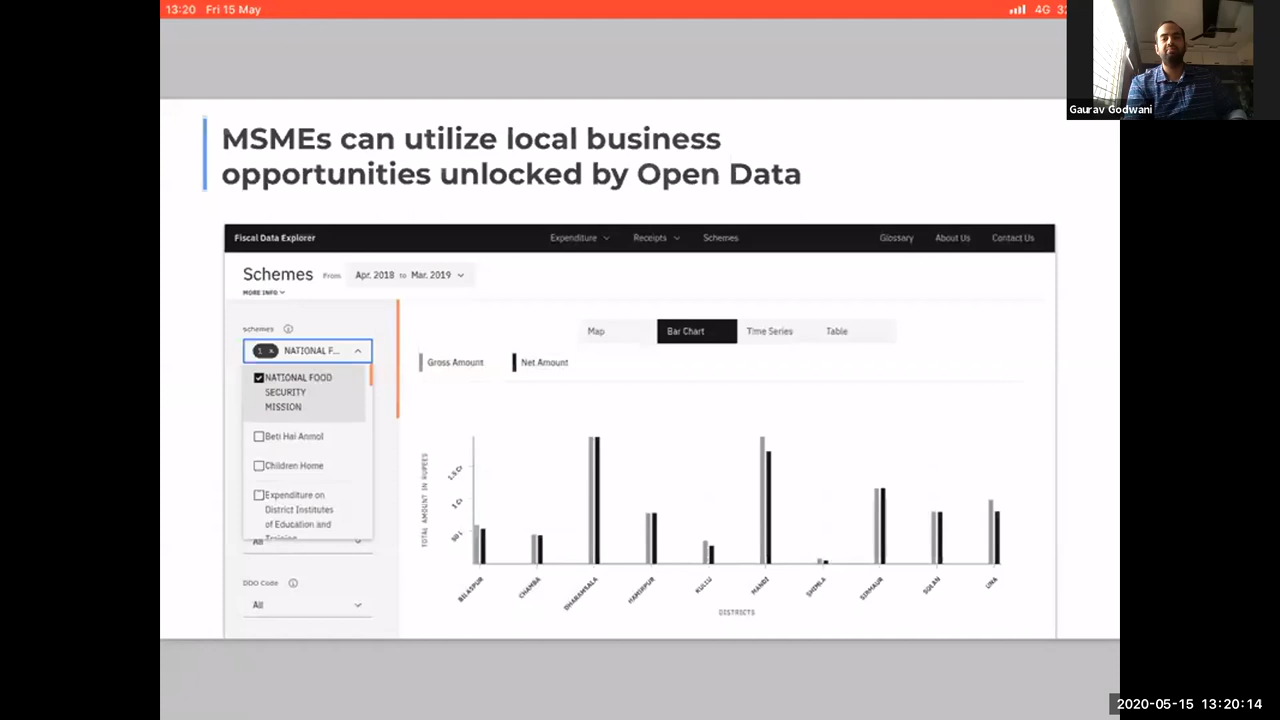 13:20 Fri 15 May
4G
Gaurav Godwani
MSMEs can utilize local business
opportunities unlocked by Open Data
Fiscal Data Explorer
Expenditure
Receipts
Schemes
Glossary
About Us
Contact Us
Schemes From Apr. 2018 to Mar. 2019
MORE INFO
schemes
1 × NATIONAL F...
NATIONAL FOOD
SECURITY
MISSION
Beti Hai Anmol
Children Home
Expenditure on
District Institutes
of Education and
Training
All
DDO Code
All
Map
Bar Chart
Time Series
Table
Gross Amount
Net Amount
TOTAL AMOUNT IN RUPEES
1.5 Cr
1 Cr
50 L
BILASPUR
CHAMBA
DHARAMSALA
HAMIRPUR
KULLU
MANDI
SHIMLA
SIRMAUR
SOLAN
UNA
DISTRICTS
2020-05-15 13:20:14